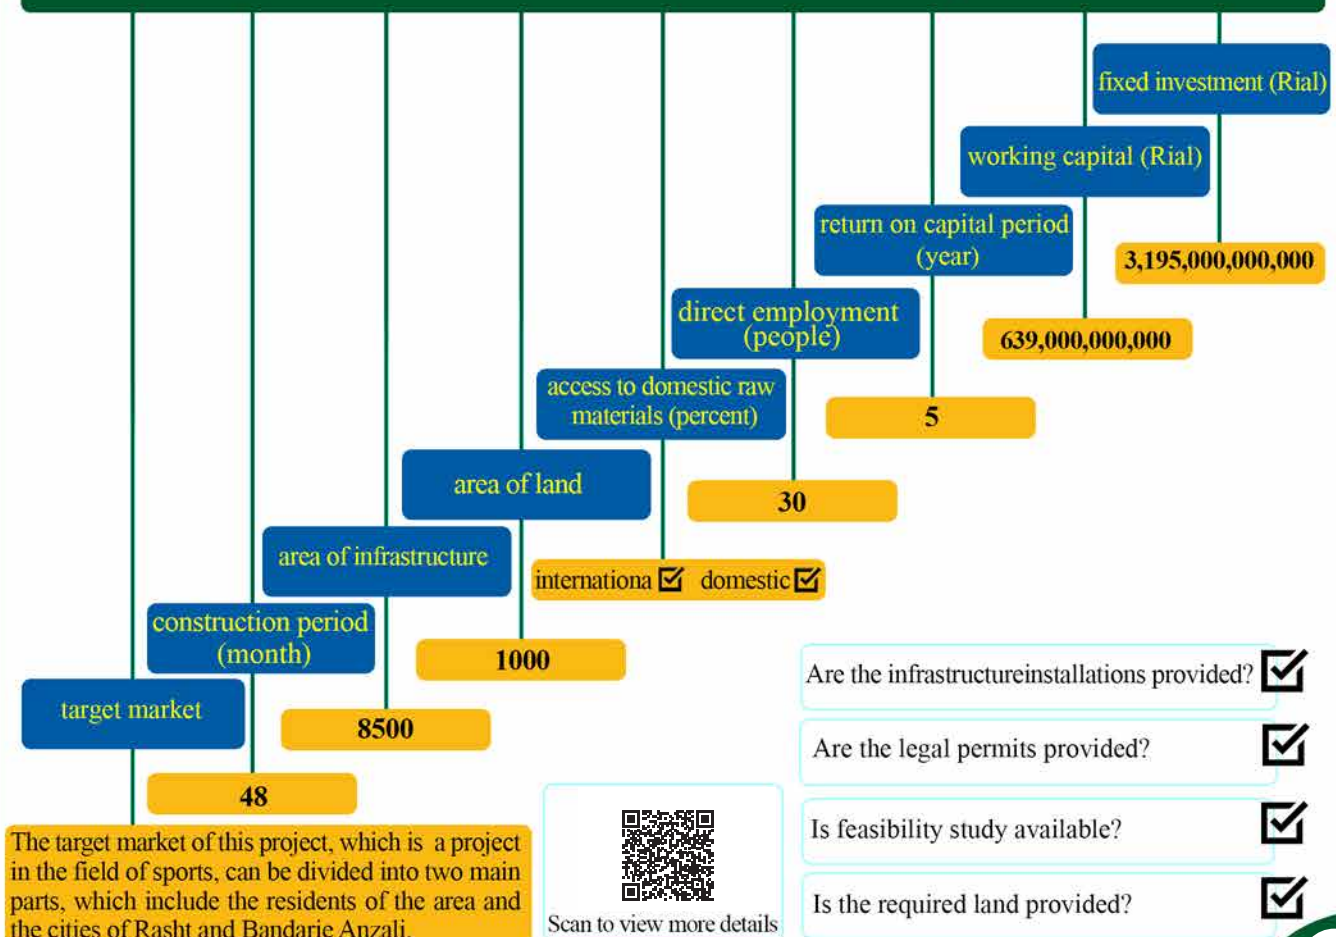 fixed investment (Rial)
3,195,000,000,000
working capital (Rial)
639,000,000,000
return on capital period
(year)
5
direct employment
(people)
30
access to domestic raw
materials (percent)
internationa domestic
area of land
1000
area of infrastructure
8500
construction period
(month)
48
target market
The target market of this project, which is a project
in the field of sports, can be divided into two main
parts, which include the residents of the area and
the cities of Rasht and Bandarie Anzali.
Scan to view more details
Are the infrastructureinstallations provided?
Are the legal permits provided?
Is feasibility study available?
Is the required land provided?